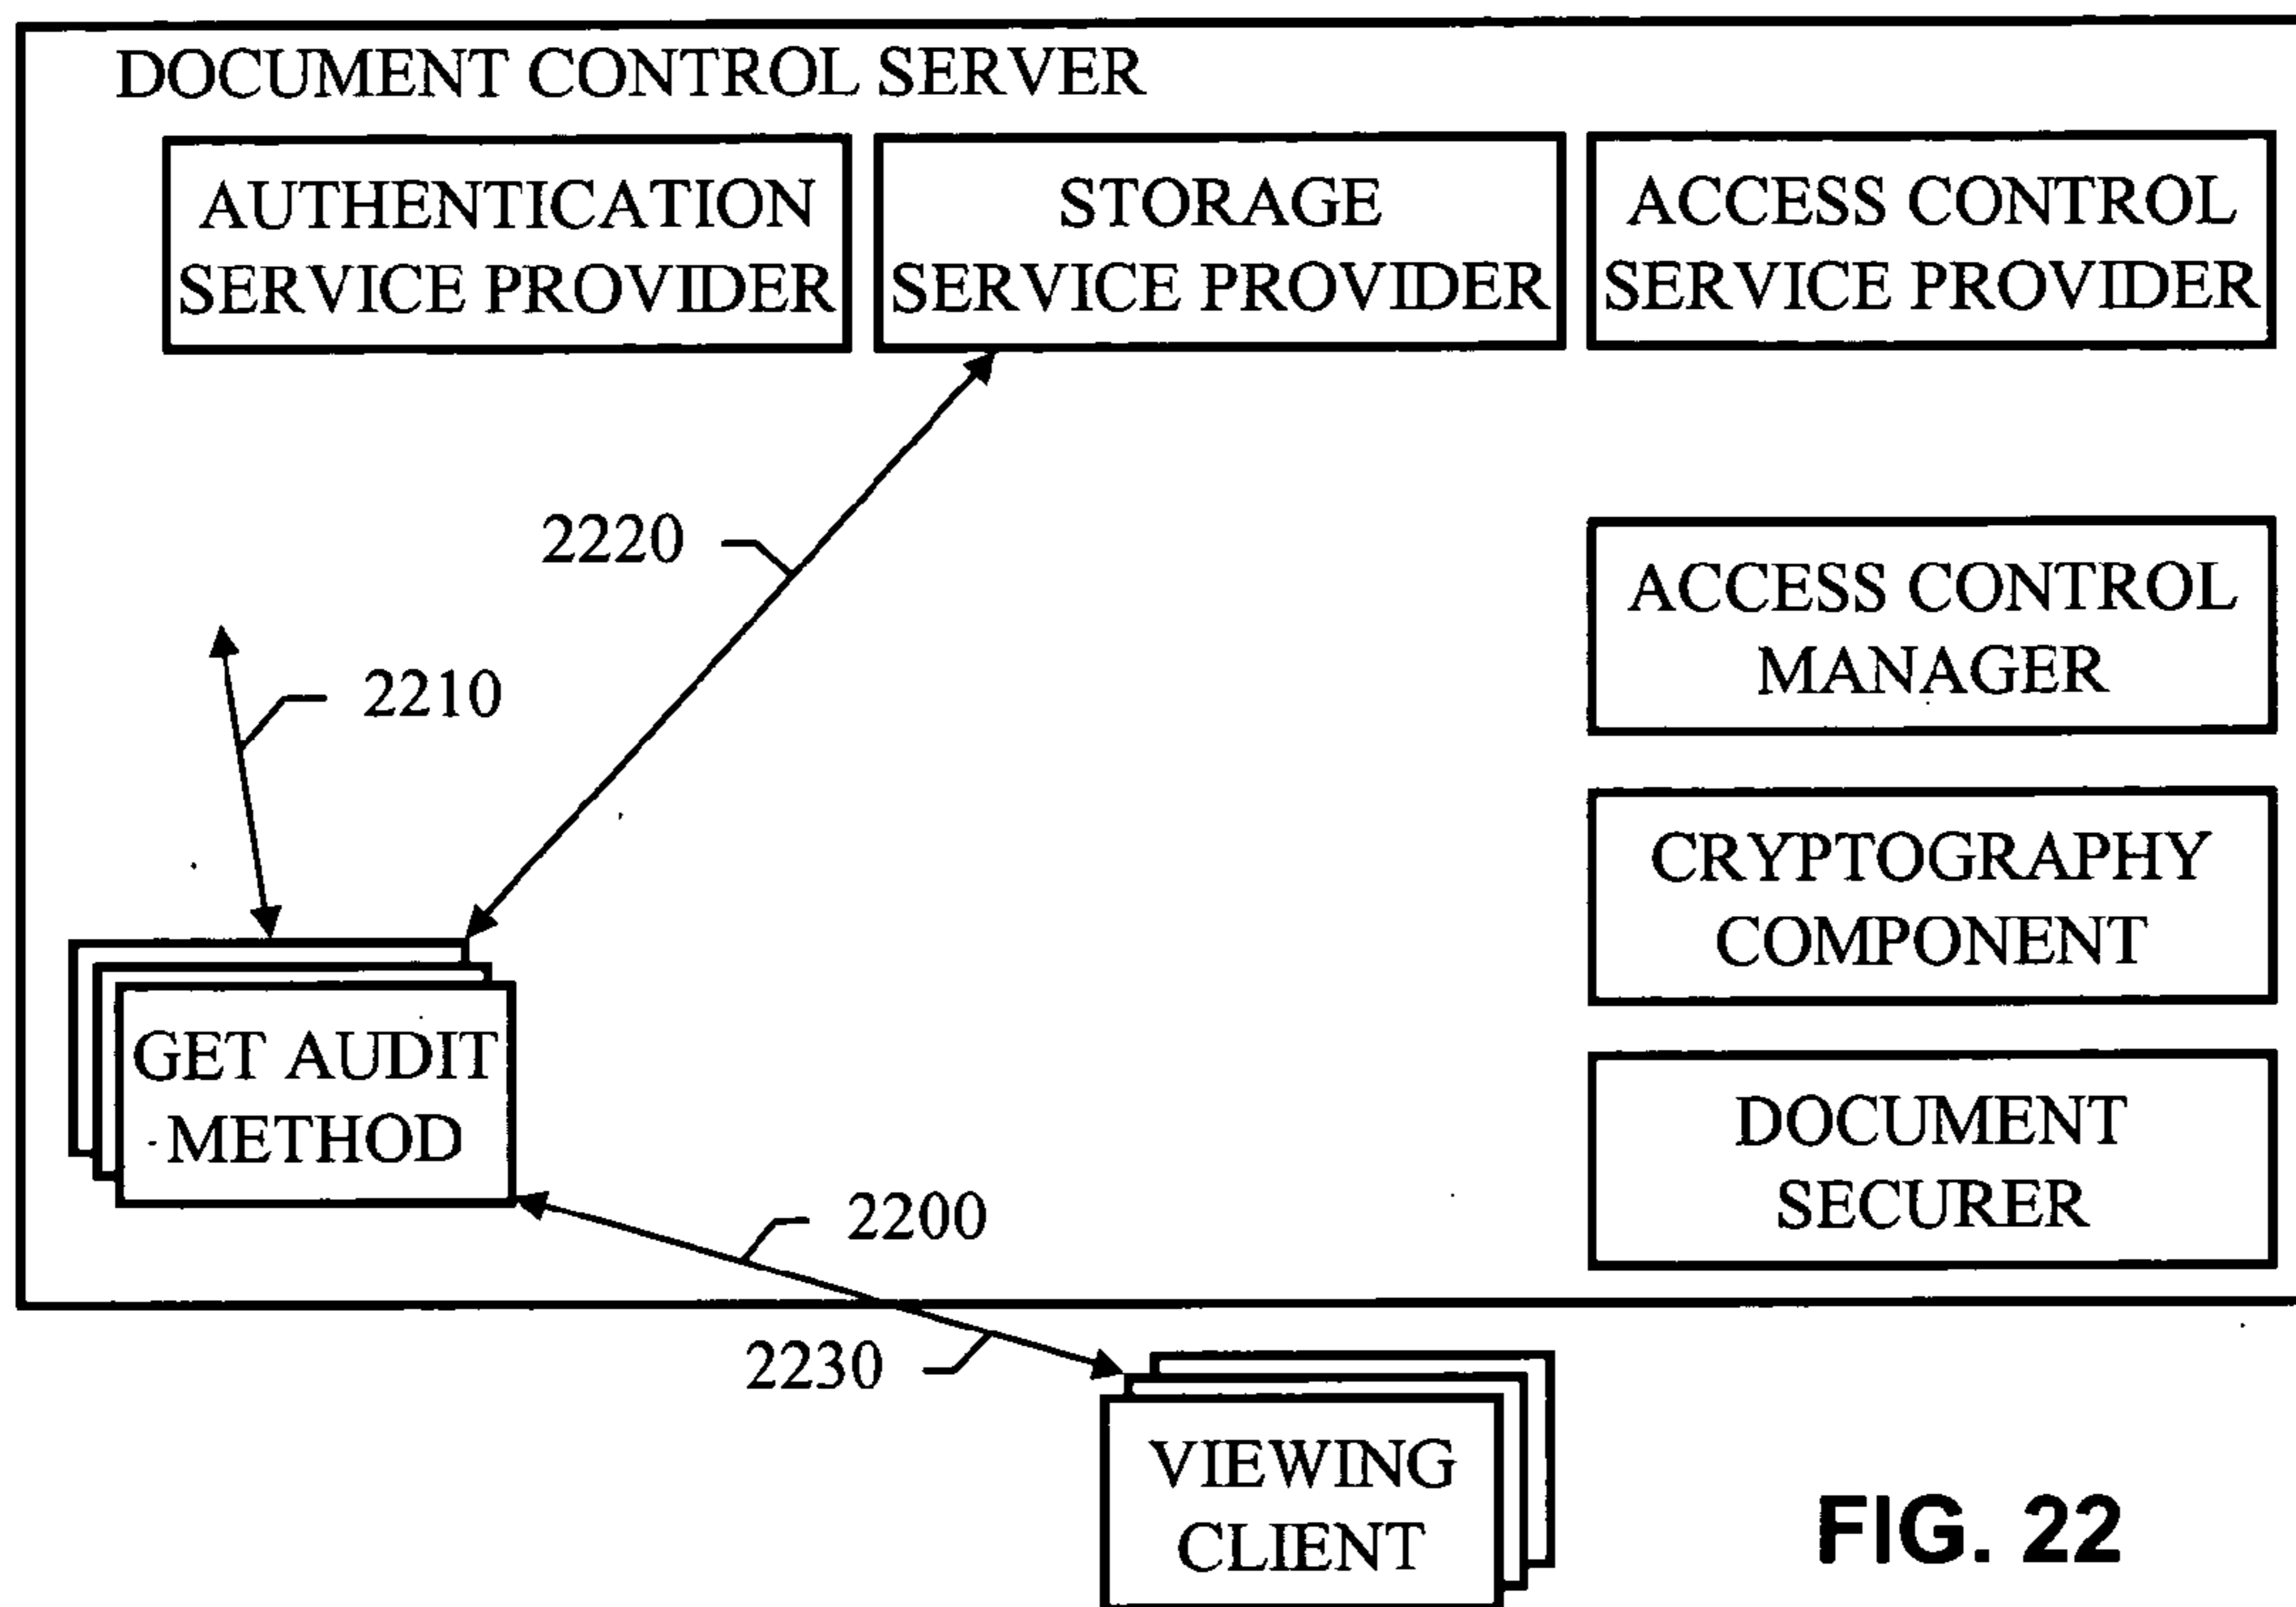 DOCUMENT CONTROL SERVER
AUTHENTICATION
SERVICE PROVIDER
STORAGE
SERVICE PROVIDER
ACCESS CONTROL
SERVICE PROVIDER
2220
ACCESS CONTROL
MANAGER
2210
CRYPTOGRAPHY
COMPONENT
GET AUDIT
METHOD
DOCUMENT
SECURER
2200
2230
VIEWING
CLIENT
FIG. 22